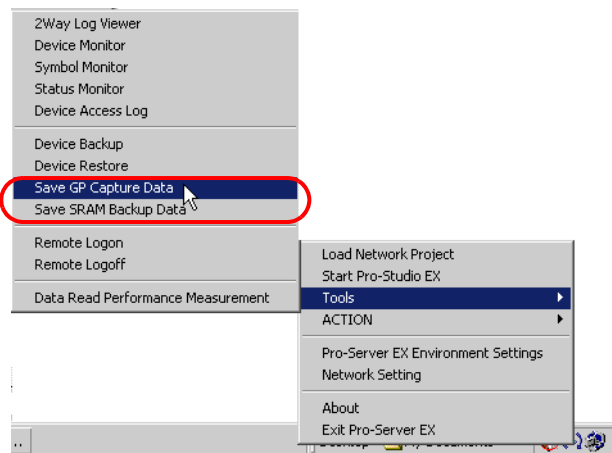 2Way Log Viewer
Device Monitor
Symbol Monitor
Status Monitor
Device Access Log
Device Backup
Device Restore
Save GP Capture Data
Save SRAM Backup Data
Remote Logon
Remote Logoff
Data Read Performance Measurement
Load Network Project
Start Pro-Studio EX
Tools
ACTION
Pro-Server EX Environment Settings
Network Setting
About
Exit Pro-Server EX
..